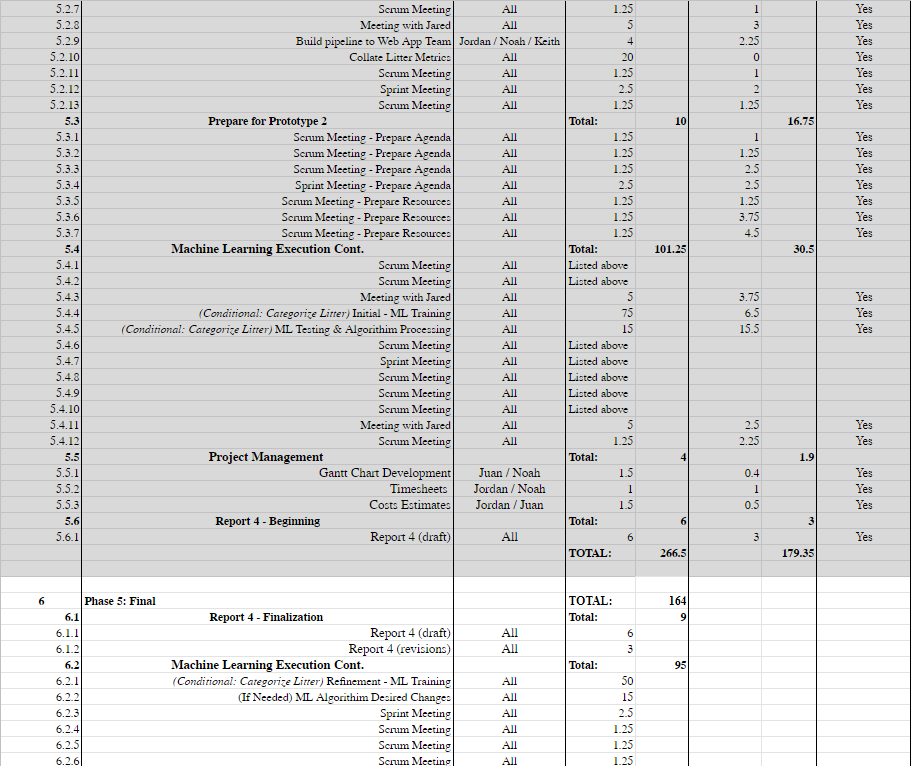 5.2.7 Scrum Meeting All 1.25 1 Yes
5.2.8 Meeting with Jared All 5 3 Yes
5.2.9 Build pipeline to Web App Team Jordan / Noah / Keith 4 2.25 Yes
5.2.10 Collate Litter Metrics All 20 0 Yes
5.2.11 Scrum Meeting All 1.25 1 Yes
5.2.12 Sprint Meeting All 2.5 2 Yes
5.2.13 Scrum Meeting All 1.25 1.25 Yes
5.3 Prepare for Prototype 2 Total: 10 16.75
5.3.1 Scrum Meeting - Prepare Agenda All 1.25 1 Yes
5.3.2 Scrum Meeting - Prepare Agenda All 1.25 1.25 Yes
5.3.3 Scrum Meeting - Prepare Agenda All 1.25 2.5 Yes
5.3.4 Sprint Meeting - Prepare Agenda All 2.5 2.5 Yes
5.3.5 Scrum Meeting - Prepare Resources All 1.25 1.25 Yes
5.3.6 Scrum Meeting - Prepare Resources All 1.25 3.75 Yes
5.3.7 Scrum Meeting - Prepare Resources All 1.25 4.5 Yes
5.4 Machine Learning Execution Cont. Total: 101.25 30.5
5.4.1 Scrum Meeting All Listed above
5.4.2 Scrum Meeting All Listed above
5.4.3 Meeting with Jared All 5 3.75 Yes
5.4.4 (Conditional: Categorize Litter) Initial - ML Training All 75 6.5 Yes
5.4.5 (Conditional: Categorize Litter) ML Testing & Algorithim Processing All 15 15.5 Yes
5.4.6 Scrum Meeting All Listed above
5.4.7 Sprint Meeting All Listed above
5.4.8 Scrum Meeting All Listed above
5.4.9 Scrum Meeting All Listed above
5.4.10 Scrum Meeting All Listed above
5.4.11 Meeting with Jared All 5 2.5 Yes
5.4.12 Scrum Meeting All 1.25 2.25 Yes
5.5 Project Management Total: 4 1.9
5.5.1 Gantt Chart Development Juan / Noah 1.5 0.4 Yes
5.5.2 Timesheets Jordan / Noah 1 1 Yes
5.5.3 Costs Estimates Jordan / Juan 1.5 0.5 Yes
5.6 Report 4 - Beginning Total: 6 3
5.6.1 Report 4 (draft) All 6 3 Yes
TOTAL: 266.5 179.35
6 Phase 5: Final TOTAL: 164
6.1 Report 4 - Finalization Total: 9
6.1.1 Report 4 (draft) All 6
6.1.2 Report 4 (revisions) All 3
6.2 Machine Learning Execution Cont. Total: 95
6.2.1 (Conditional: Categorize Litter) Refinement - ML Training All 50
6.2.2 (If Needed) ML Algorithim Desired Changes All 15
6.2.3 Sprint Meeting All 2.5
6.2.4 Scrum Meeting All 1.25
6.2.5 Scrum Meeting All 1.25
6.2.6 Scrum Meeting All 1.25